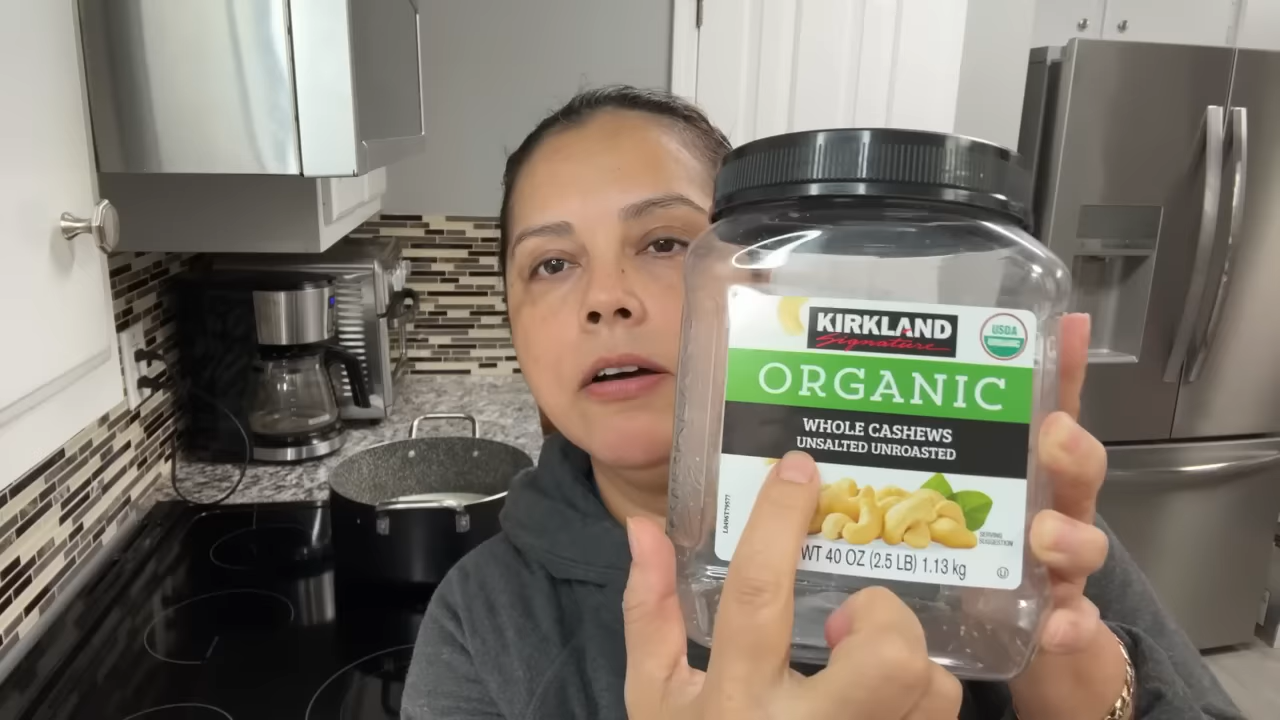 KIRKLAND
Signature
USDA
ORGANIC
ORGANIC
WHOLE CASHEWS
UNSALTED UNROASTED
SERVING
SUGGESTION
WT 40 OZ (2.5 LB) 1.13 kg